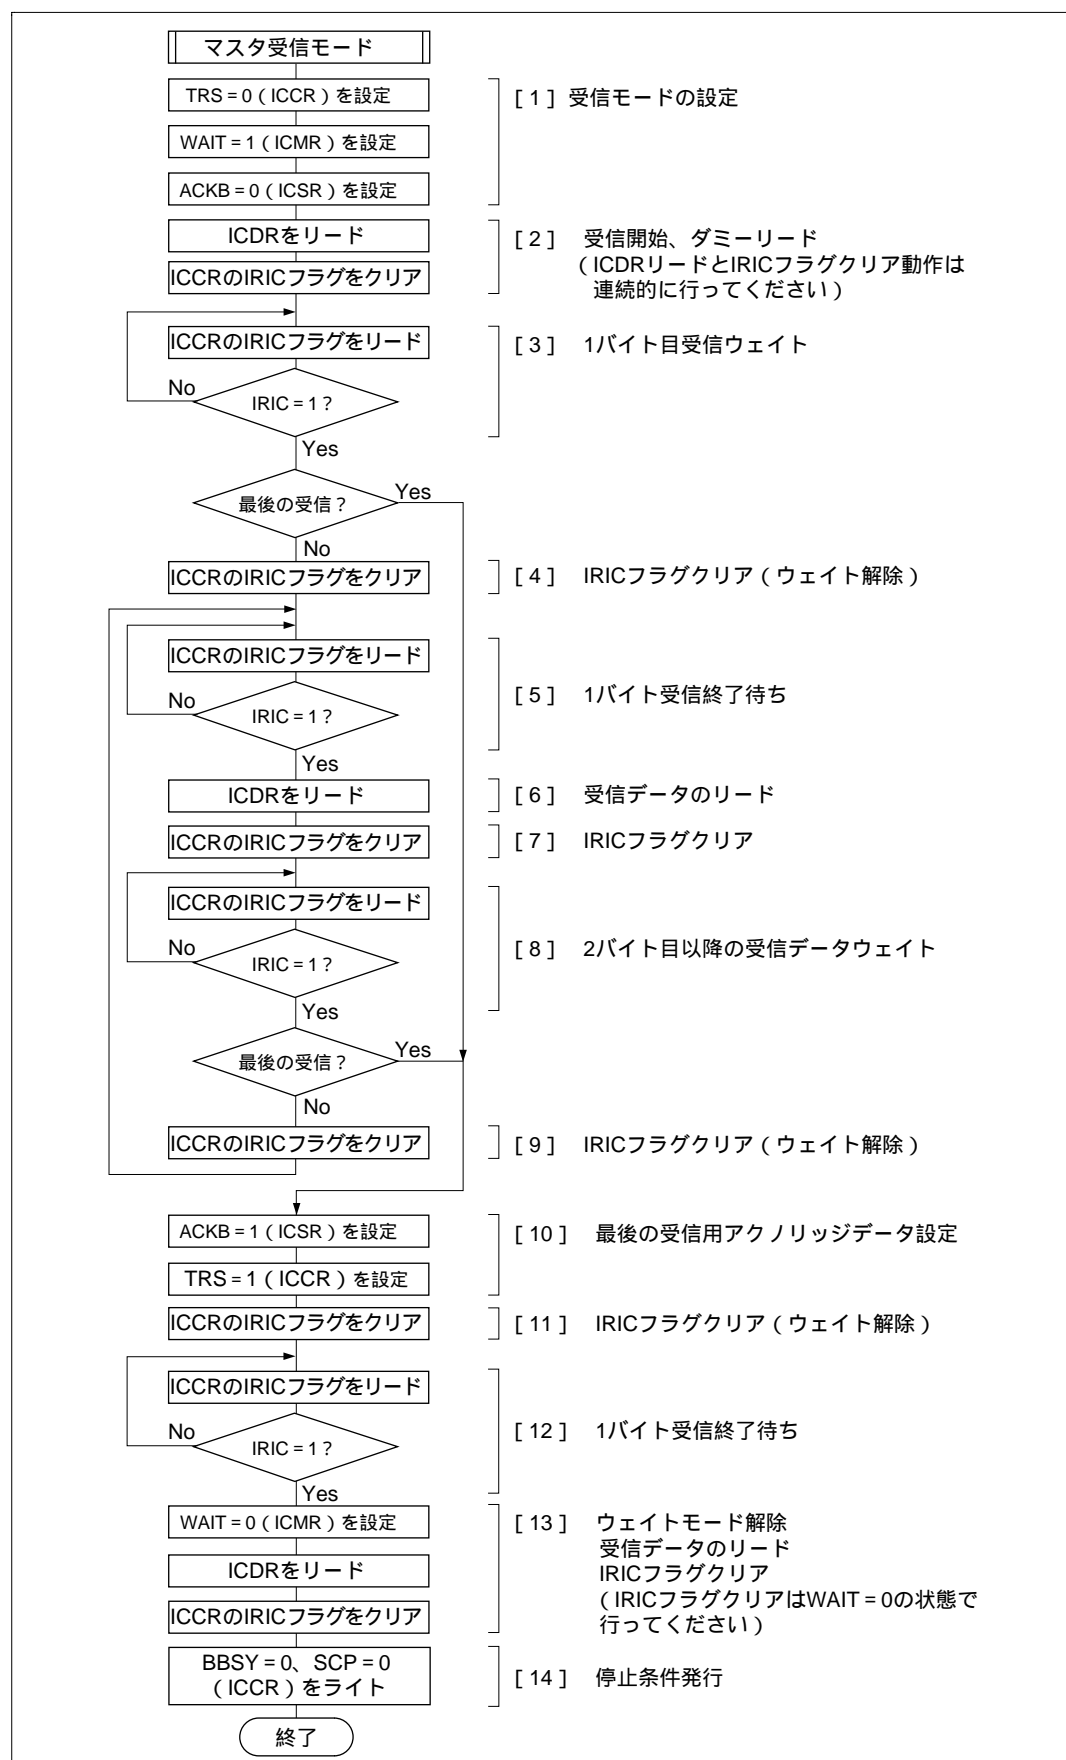 マスタ受信モード
TRS = 0 ( ICCR ) を設定
[ 1 ] 受信モードの設定
WAIT = 1 ( ICMR ) を設定
ACKB = 0 ( ICSR ) を設定
ICDRをリード
[ 2 ] 受信開始、ダミーリード
( ICDRリードとIRICフラグクリア動作は
連続的に行ってください )
ICCRのIRICフラグをクリア
ICCRのIRICフラグをリード
[ 3 ] 1バイト目受信ウェイト
No
IRIC = 1 ?
Yes
最後の受信 ?
Yes
No
ICCRのIRICフラグをクリア
[ 4 ] IRICフラグクリア ( ウェイト解除 )
ICCRのIRICフラグをリード
[ 5 ] 1バイト受信終了待ち
No
IRIC = 1 ?
Yes
ICDRをリード
[ 6 ] 受信データのリード
ICCRのIRICフラグをクリア
[ 7 ] IRICフラグクリア
ICCRのIRICフラグをリード
[ 8 ] 2バイト目以降の受信データウェイト
No
IRIC = 1 ?
Yes
最後の受信 ?
Yes
No
ICCRのIRICフラグをクリア
[ 9 ] IRICフラグクリア ( ウェイト解除 )
ACKB = 1 ( ICSR ) を設定
[ 10 ] 最後の受信用アクノリッジデータ設定
TRS = 1 ( ICCR ) を設定
ICCRのIRICフラグをクリア
[ 11 ] IRICフラグクリア ( ウェイト解除 )
ICCRのIRICフラグをリード
[ 12 ] 1バイト受信終了待ち
No
IRIC = 1 ?
Yes
WAIT = 0 ( ICMR ) を設定
[ 13 ] ウェイトモード解除
受信データのリード
IRICフラグクリア
( IRICフラグクリアはWAIT = 0の状態で
行ってください )
ICDRをリード
ICCRのIRICフラグをクリア
BBSY = 0、SCP = 0
( ICCR ) をライト
[ 14 ] 停止条件発行
終了